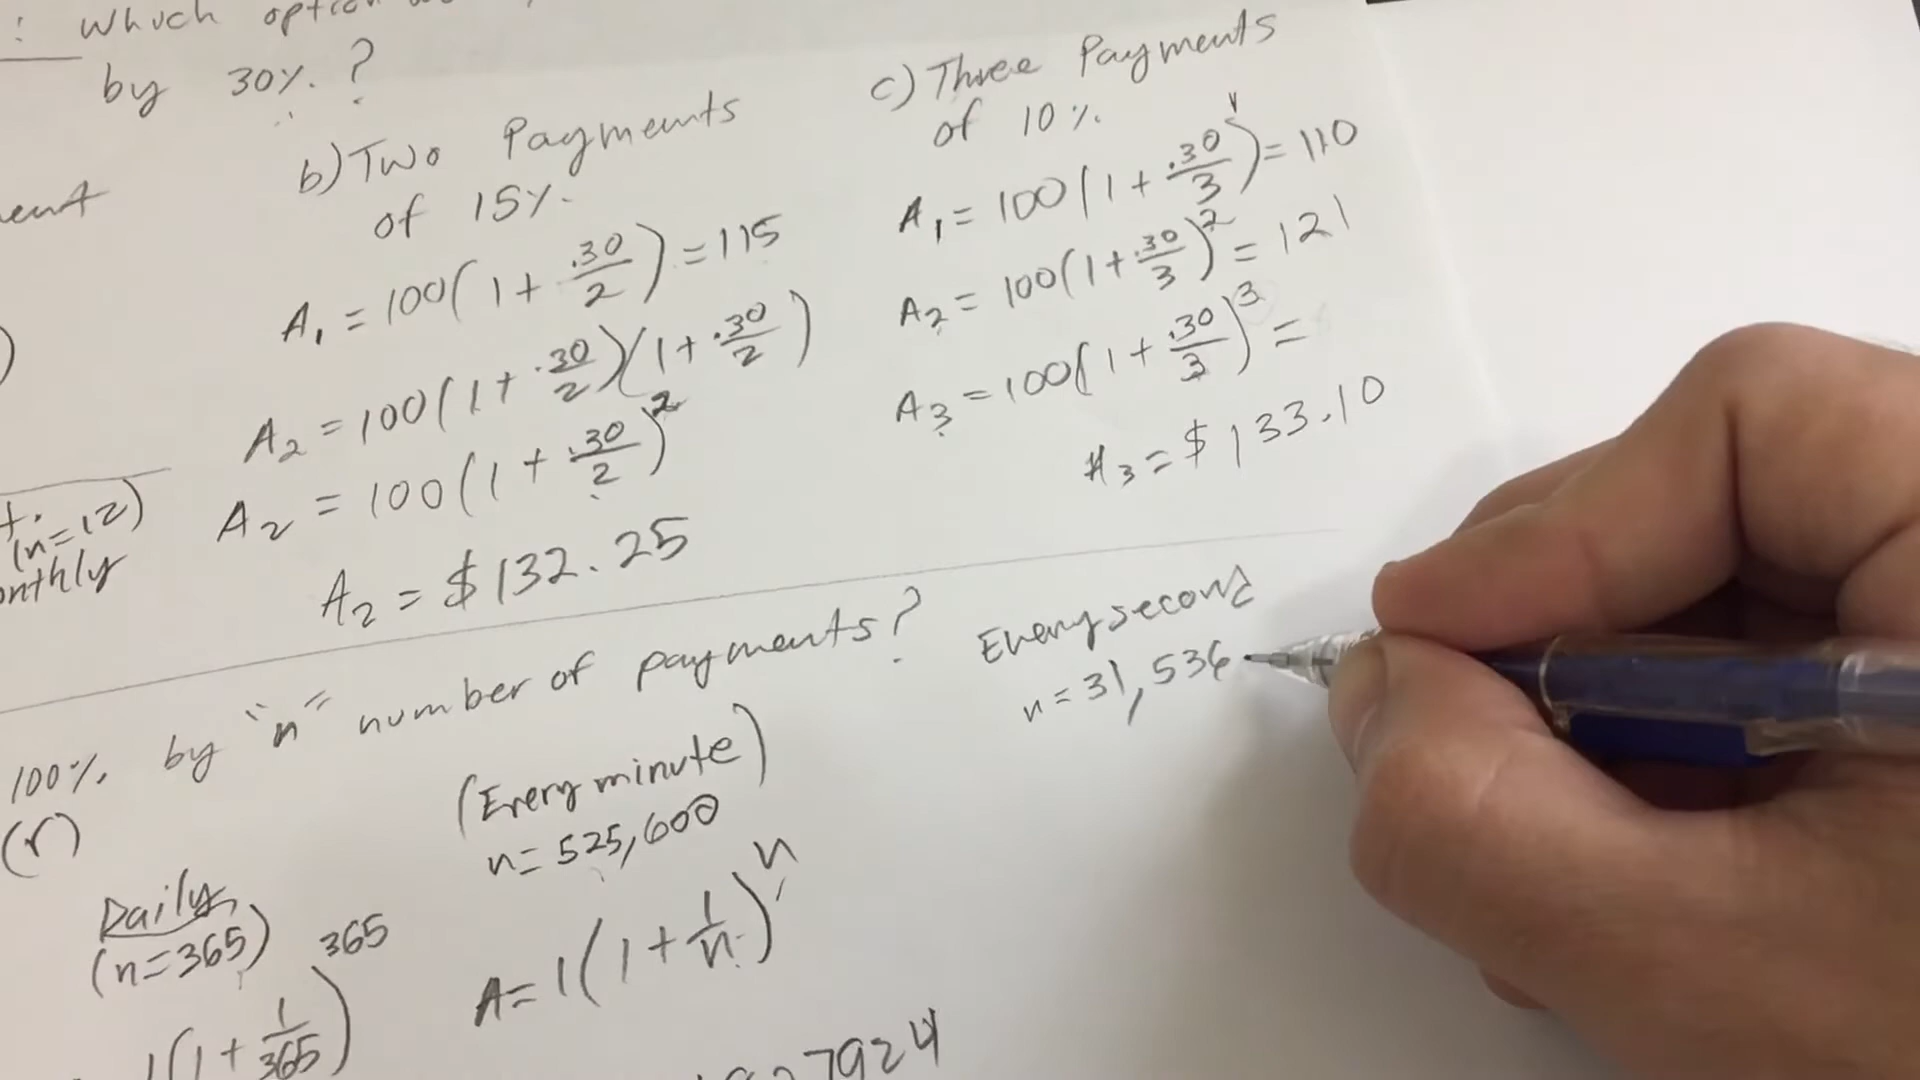 : Which option
by 30%. ?
b) Two Payments
of 15%.
A₁ = 100(1 + .30/2) = 115
A₂ = 100(1 + .30/2)(1 + .30/2)
A₂ = 100(1 + .30/2)²
A₂ = $132.25
c) Three Payments
of 10%.
A₁ = 100(1 + .30/3) = 110
A₂ = 100(1 + .30/3)² = 121
A₃ = 100(1 + .30/3)³ =
A₃ = $133.10
(n=12)
100%. by "n" number of payments?
(r)
Daily
(n=365)
1(1 + 1/365)³⁶⁵
(Every minute)
n = 525,600
A = 1(1 + 1/n)ⁿ
7924
Every second
n = 31,536